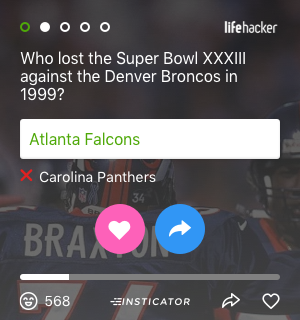 lifehacker
Who lost the Super Bowl XXXIII
against the Denver Broncos in
1999?
Atlanta Falcons
Carolina Panthers
34
BRAXTON
568
INSTICATOR